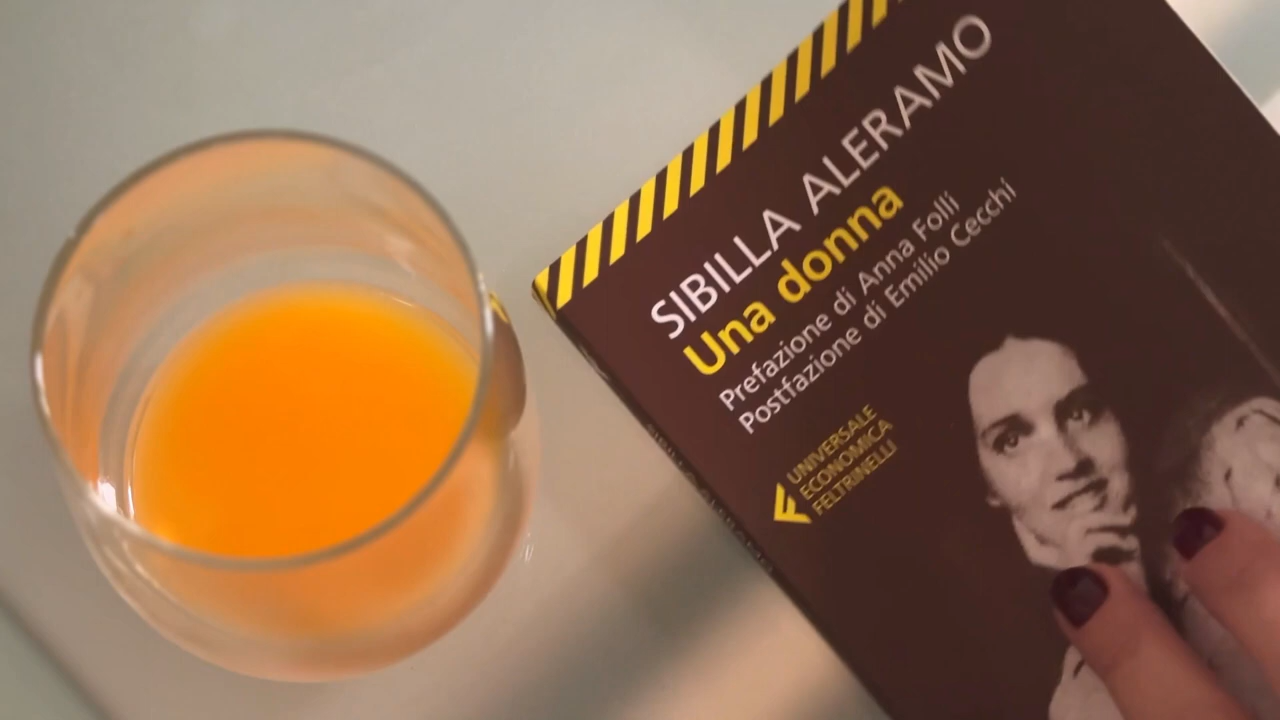 SIBILLA ALERAMO
Una donna
Prefazione di Anna Folli
Postfazione di Emilio Cecchi
UNIVERSALE
ECONOMICA
FELTRINELLI